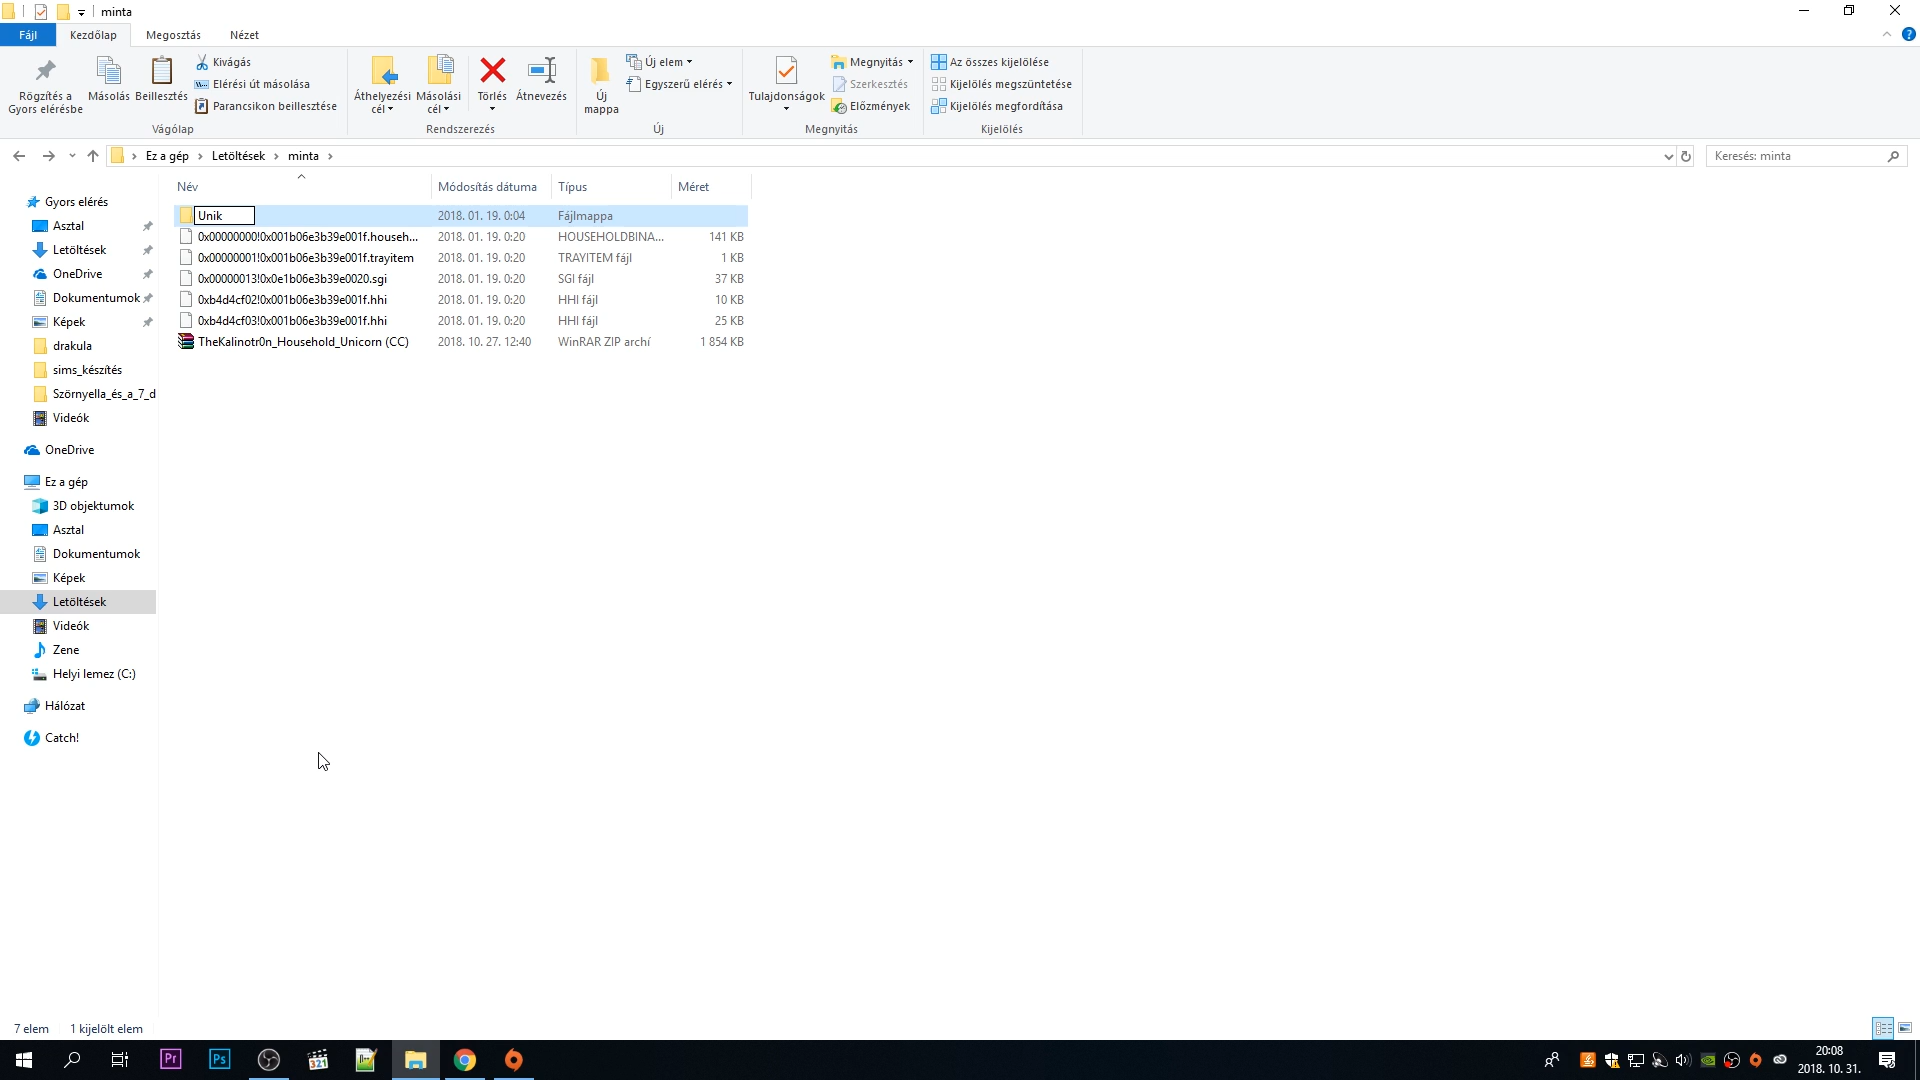 minta
Fájl Kezdőlap Megosztás Nézet
Rögzítés a Gyors elérésbe
Másolás
Beillesztés
Kivágás
Elérési út másolása
Parancsikon beillesztése
Vágólap
Áthelyezési cél
Másolási cél
Törlés
Átnevezés
Rendszerezés
Új mappa
Új elem
Egyszerű elérés
Új
Tulajdonságok
Megnyitás
Szerkesztés
Előzmények
Megnyitás
Az összes kijelölése
Kijelölés megszüntetése
Kijelölés megfordítása
Kijelölés
Ez a gép > Letöltések > minta >
Keresés: minta
Név Módosítás dátuma Típus Méret
Unik 2018. 01. 19. 0:04 Fájlmappa
0x00000000!0x001b06e3b39e001f.househ... 2018. 01. 19. 0:20 HOUSEHOLDBINA... 141 KB
0x00000001!0x001b06e3b39e001f.trayitem 2018. 01. 19. 0:20 TRAYITEM fájl 1 KB
0x00000013!0x0e1b06e3b39e0020.sgi 2018. 01. 19. 0:20 SGI fájl 37 KB
0xb4d4cf02!0x001b06e3b39e001f.hhi 2018. 01. 19. 0:20 HHI fájl 10 KB
0xb4d4cf03!0x001b06e3b39e001f.hhi 2018. 01. 19. 0:20 HHI fájl 25 KB
TheKalinotr0n_Household_Unicorn (CC) 2018. 10. 27. 12:40 WinRAR ZIP archí 1 854 KB
Gyors elérés
Asztal
Letöltések
OneDrive
Dokumentumok
Képek
drakula
sims_készítés
Szörnyella_és_a_7_d
Videók
OneDrive
Ez a gép
3D objektumok
Asztal
Dokumentumok
Képek
Letöltések
Videók
Zene
Helyi lemez (C:)
Hálózat
Catch!
7 elem 1 kijelölt elem
Pr Ps 321
20:08
2018. 10. 31.